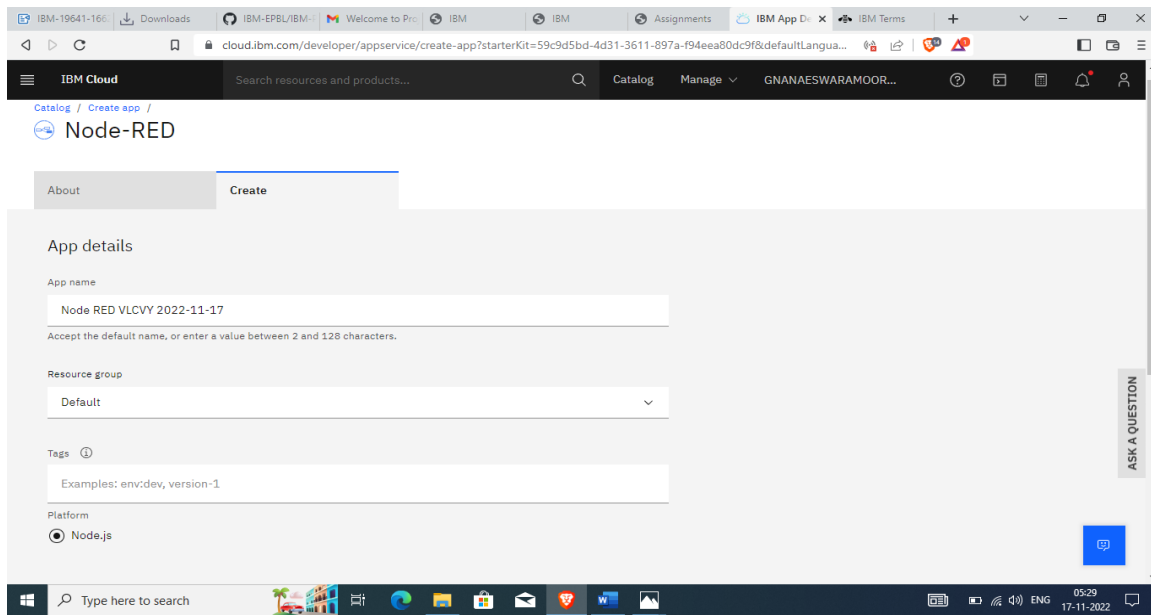 IBM-19641-166
Downloads
IBM-EPBL/IBM-
Welcome to Pro
IBM
IBM
Assignments
IBM App De
IBM Terms
cloud.ibm.com/developer/appservice/create-app?starterKit=59c9d5bd-4d31-3611-897a-f94eea80dc9f&defaultLangua...
IBM Cloud
Search resources and products...
Catalog
Manage
GNANAESWARAMOOR...
Catalog / Create app /
Node-RED
About
Create
App details
App name
Node RED VLCVY 2022-11-17
Accept the default name, or enter a value between 2 and 128 characters.
Resource group
Default
Tags
Examples: env:dev, version-1
Platform
Node.js
ASK A QUESTION
Type here to search
ENG
05:29
17-11-2022